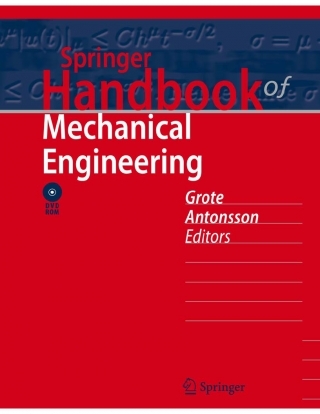 Springer
Handbook of
Mechanical
Engineering
DVD
ROM
Grote
Antonsson
Editors
Springer